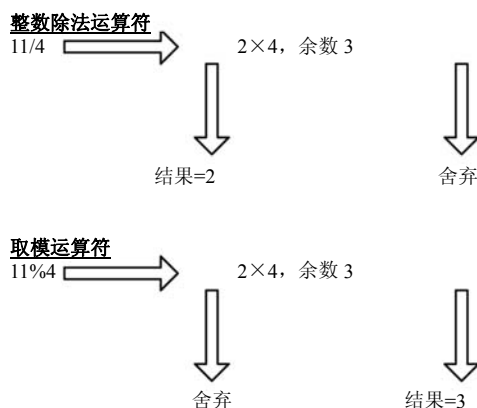 整数除法运算符
11/4 2×4，余数 3
结果=2 舍弃
取模运算符
11%4 2×4，余数 3
舍弃 结果=3